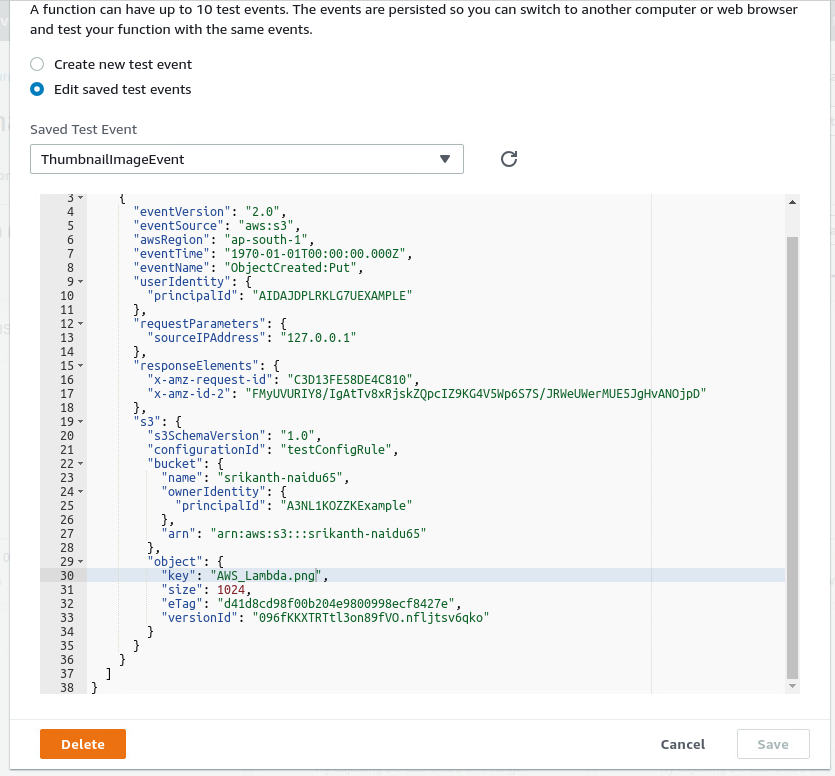 A function can have up to 10 test events. The events are persisted so you can switch to another computer or web browser
and test your function with the same events.
Create new test event
Edit saved test events
Saved Test Event
ThumbnailImageEvent
3 {
4 "eventVersion": "2.0",
5 "eventSource": "aws:s3",
6 "awsRegion": "ap-south-1",
7 "eventTime": "1970-01-01T00:00:00.000Z",
8 "eventName": "ObjectCreated:Put",
9 "userIdentity": {
10 "principalId": "AIDAJDPLRKLG7UEXAMPLE"
11 },
12 "requestParameters": {
13 "sourceIPAddress": "127.0.0.1"
14 },
15 "responseElements": {
16 "x-amz-request-id": "C3D13FE58DE4C810",
17 "x-amz-id-2": "FMyUVURIY8/IgAtTv8xRjskZQpcIZ9KG4V5Wp6S7S/JRWeUWerMUE5JgHvANOjpD"
18 },
19 "s3": {
20 "s3SchemaVersion": "1.0",
21 "configurationId": "testConfigRule",
22 "bucket": {
23 "name": "srikanth-naidu65",
24 "ownerIdentity": {
25 "principalId": "A3NL1KOZZKExample"
26 },
27 "arn": "arn:aws:s3:::srikanth-naidu65"
28 },
29 "object": {
30 "key": "AWS_Lambda.png",
31 "size": 1024,
32 "eTag": "d41d8cd98f00b204e9800998ecf8427e",
33 "versionId": "096fKKXTRTtl3on89fVO.nfljtsv6qko"
34 }
35 }
36 }
37 ]
38 }
Delete
Cancel
Save